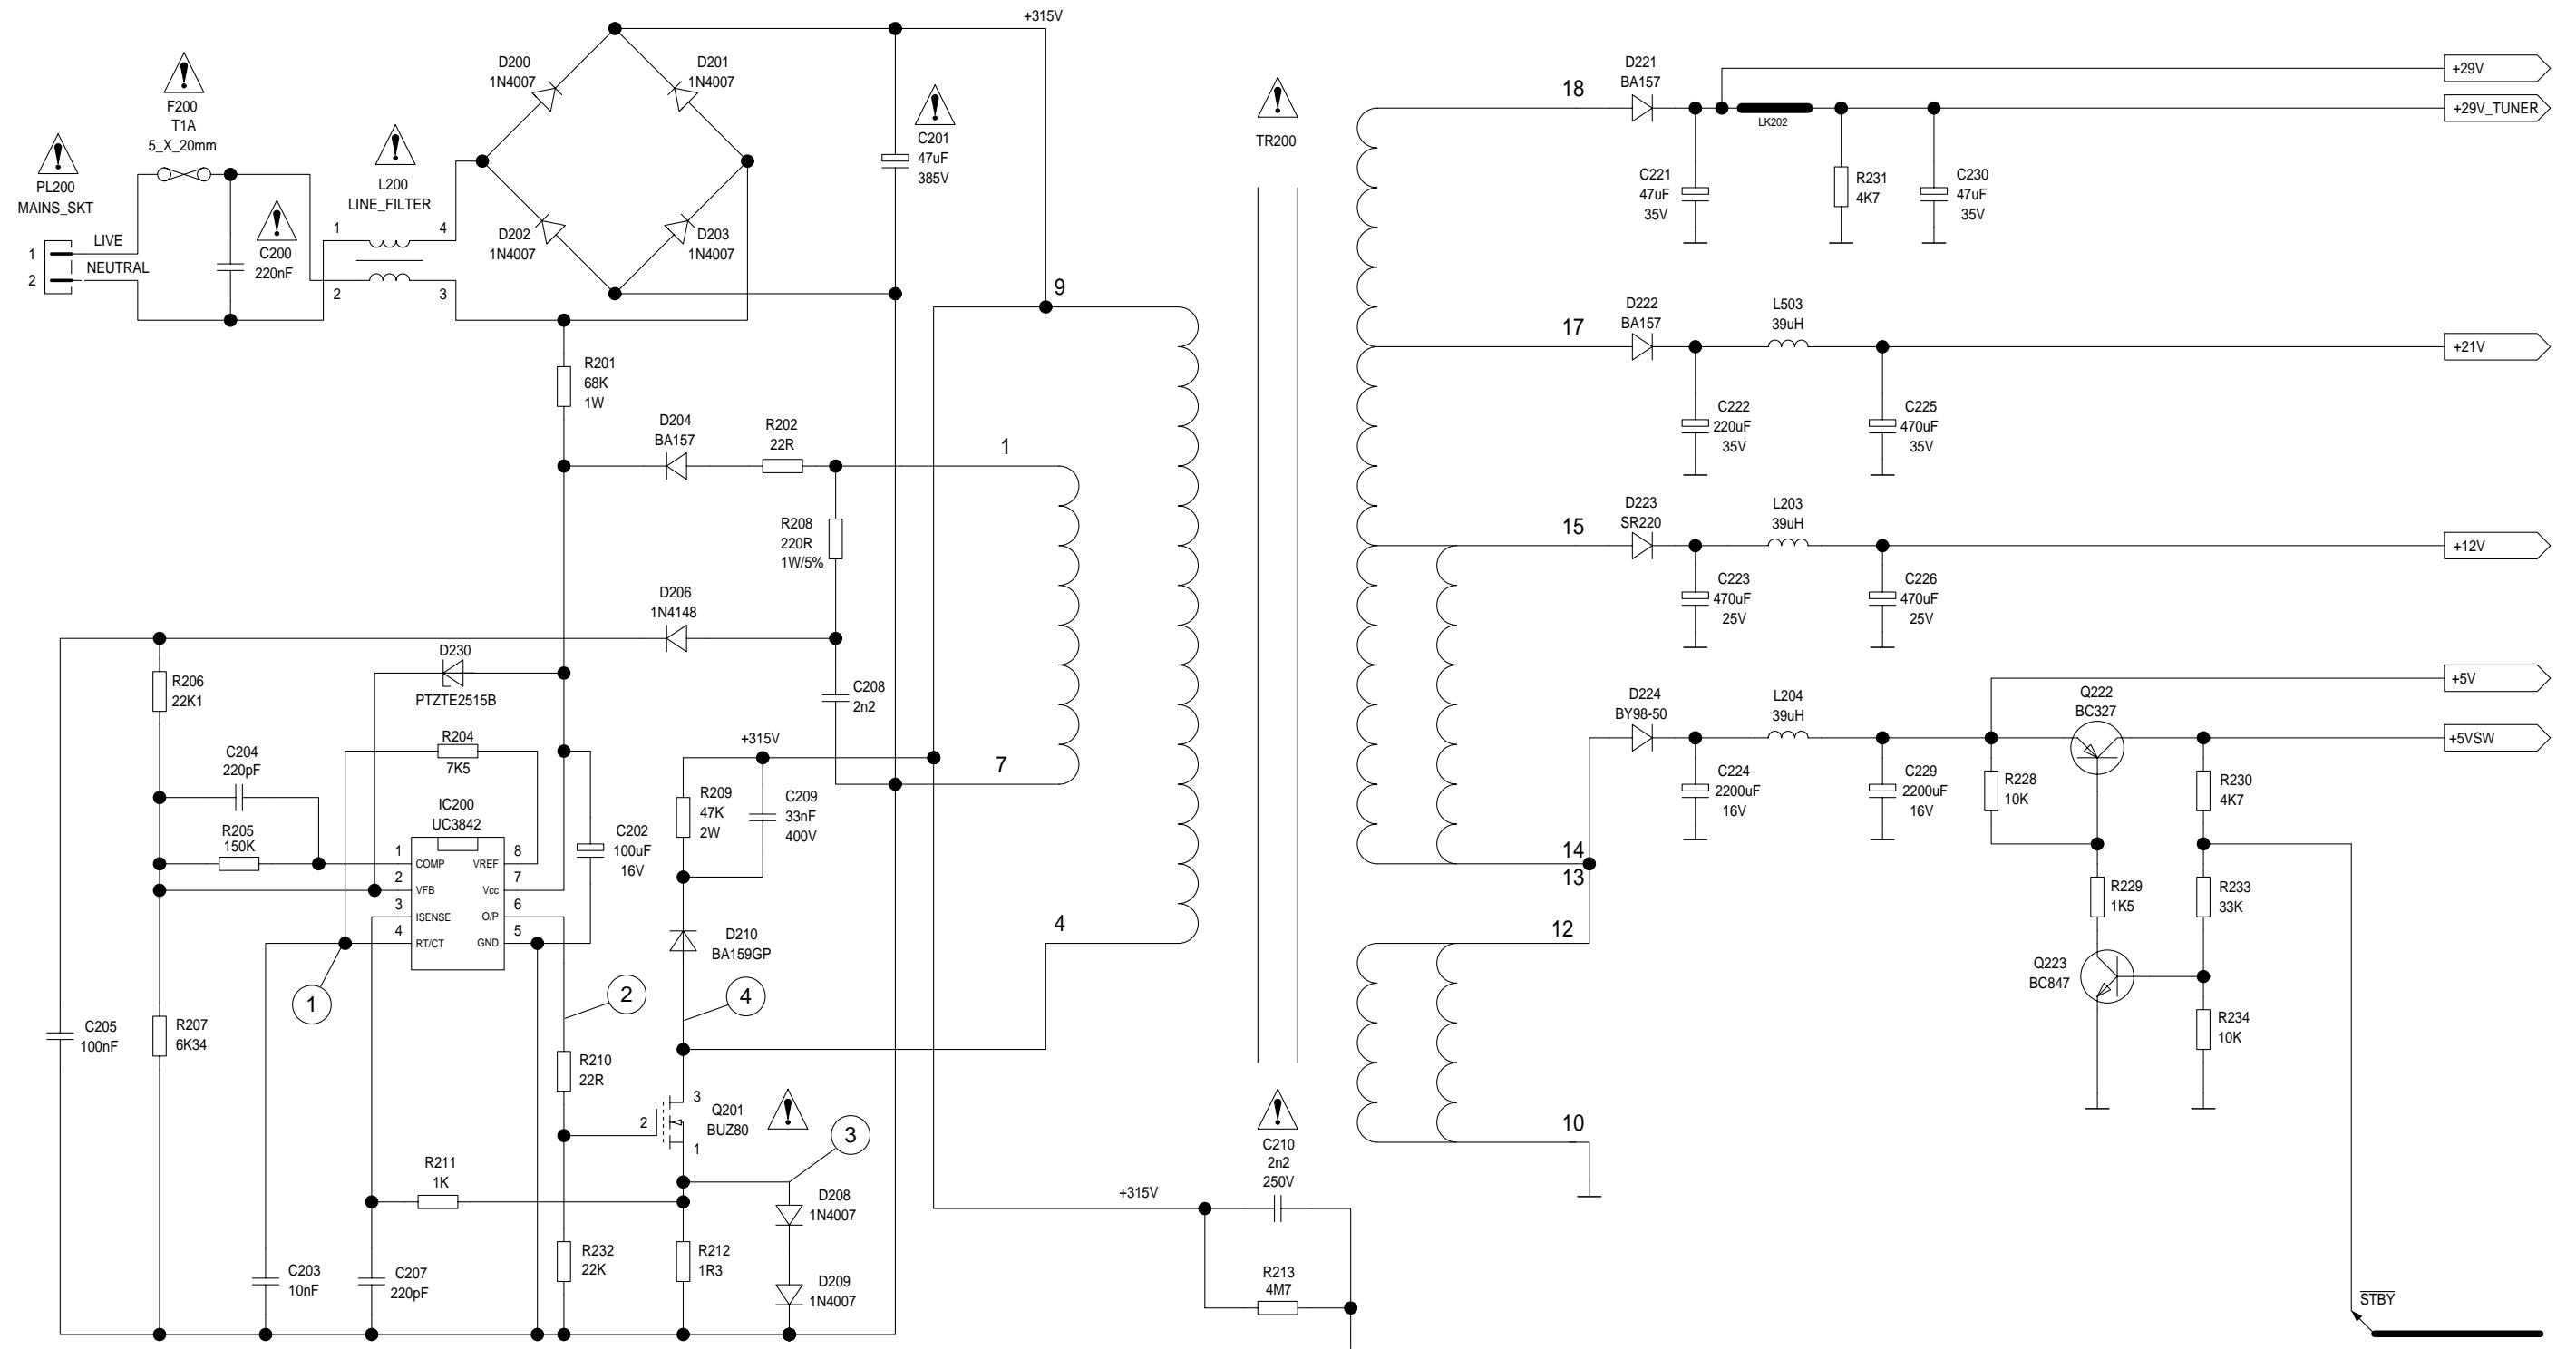 +315V
D200
1N4007
D201
1N4007
F200
T1A
5_X_20mm
C201
47uF
385V
PL200
MAINS_SKT
L200
LINE_FILTER
1
LIVE
2
NEUTRAL
C200
220nF
1
4
2
3
D202
1N4007
D203
1N4007
TR200
18
D221
BA157
+29V
+29V_TUNER
LK202
C221
47uF
35V
R231
4K7
C230
47uF
35V
9
17
D222
BA157
L503
39uH
+21V
R201
68K
1W
C222
220uF
35V
C225
470uF
35V
D204
BA157
R202
22R
1
R208
220R
1W/5%
15
D223
SR220
L203
39uH
+12V
D206
1N4148
C223
470uF
25V
C226
470uF
25V
D230
PTZTE2515B
R206
22K1
C208
2n2
+5V
D224
BY98-50
L204
39uH
Q222
BC327
+5VSW
R204
7K5
C204
220pF
+315V
7
R205
150K
IC200
UC3842
C202
100uF
16V
R209
47K
2W
C209
33nF
400V
C224
2200uF
16V
C229
2200uF
16V
R228
10K
R230
4K7
1
COMP
VREF
8
2
VFB
Vcc
7
3
ISENSE
O/P
6
4
RT/CT
GND
5
14
13
R229
1K5
R233
33K
D210
BA159GP
4
12
Q223
BC847
1
2
4
C205
100nF
R207
6K34
R234
10K
R210
22R
3
2
1
Q201
BUZ80
3
C210
2n2
250V
10
R211
1K
+315V
D208
1N4007
R232
22K
R212
1R3
C203
10nF
C207
220pF
D209
1N4007
R213
4M7
STBY